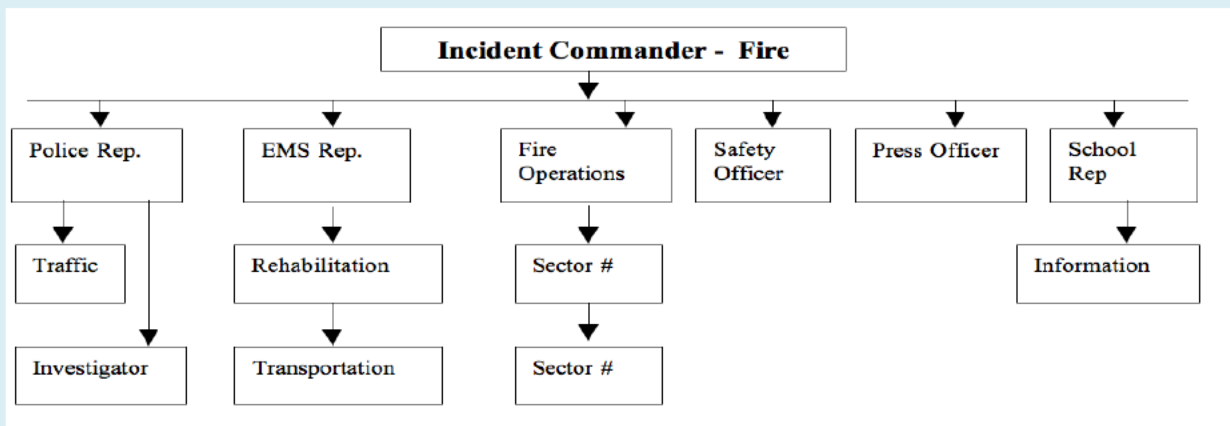 Incident Commander - Fire
Police Rep.
EMS Rep.
Fire
Operations
Safety
Officer
Press Officer
School
Rep
Traffic
Rehabilitation
Sector #
Information
Investigator
Transportation
Sector #